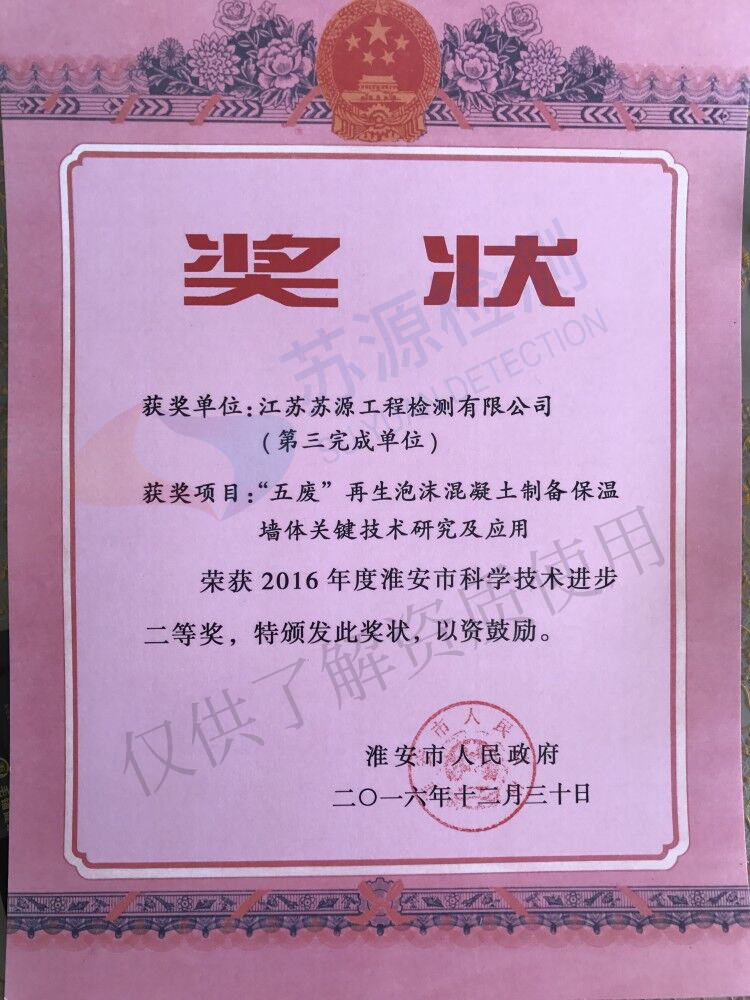 奖 状
苏源检测
SUYUAN DETECTION
获奖单位:江苏苏源工程检测有限公司
(第三完成单位)
获奖项目:“五废”再生泡沫混凝土制备保温
墙体关键技术研究及应用
荣获 2016 年度淮安市科学技术进步
二等奖，特颁发此奖状，以资鼓励。
仅供了解资质使用
市人民
淮安市人民政府
二〇一六年十二月三十日